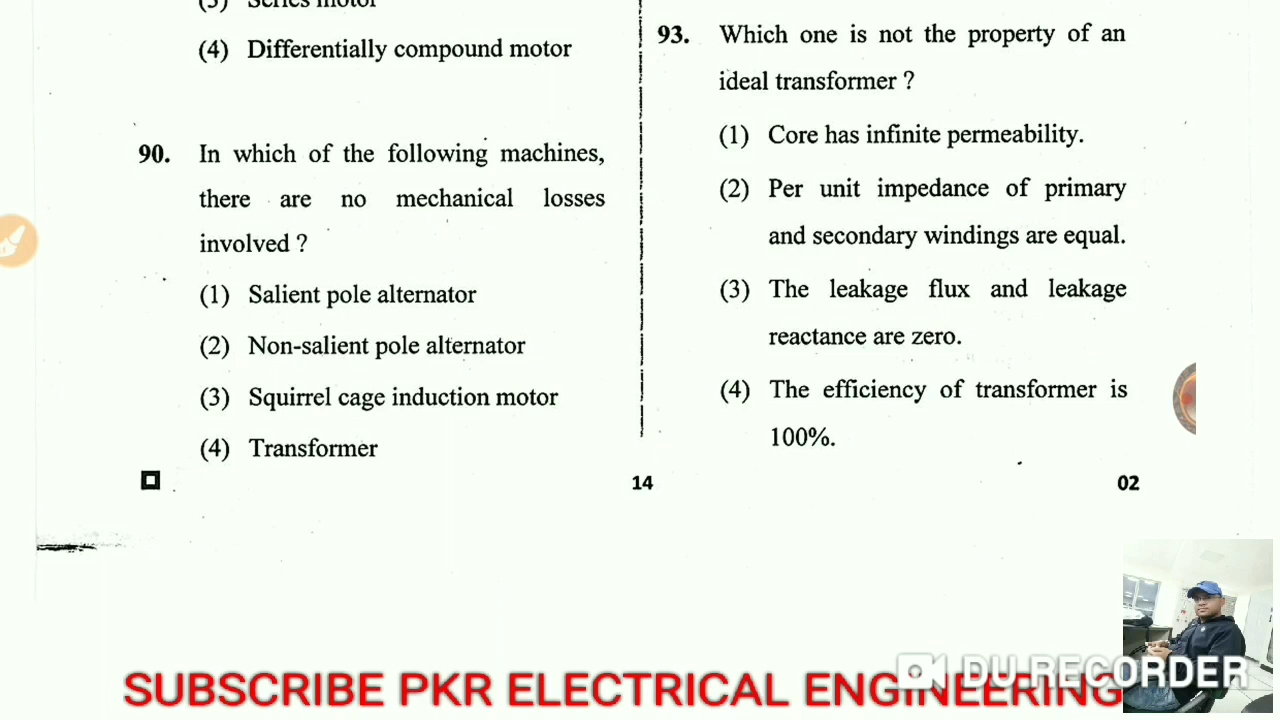 (3) Series motor
(4) Differentially compound motor
90. In which of the following machines,
there are no mechanical losses
involved ?
(1) Salient pole alternator
(2) Non-salient pole alternator
(3) Squirrel cage induction motor
(4) Transformer
93. Which one is not the property of an
ideal transformer ?
(1) Core has infinite permeability.
(2) Per unit impedance of primary
and secondary windings are equal.
(3) The leakage flux and leakage
reactance are zero.
(4) The efficiency of transformer is
100%.
14
02
SUBSCRIBE PKR ELECTRICAL ENGINEERING
DU RECORDER